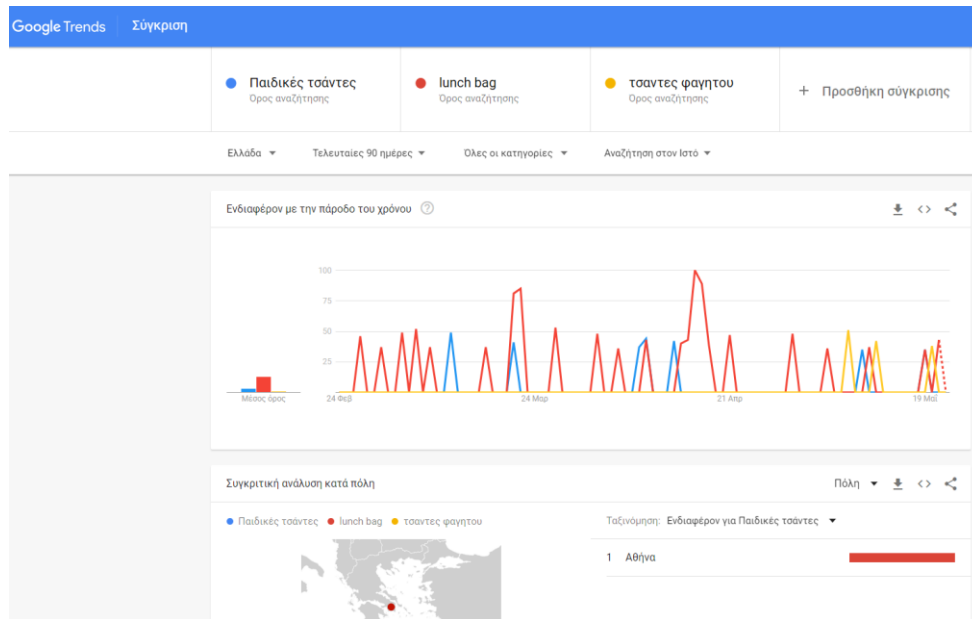 Google Trends Σύγκριση
Παιδικές τσάντες
Όρος αναζήτησης
lunch bag
Όρος αναζήτησης
τσαντες φαγητου
Όρος αναζήτησης
+ Προσθήκη σύγκρισης
Ελλάδα Τελευταίες 90 ημέρες Όλες οι κατηγορίες Αναζήτηση στον Ιστό
Ενδιαφέρον με την πάροδο του χρόνου
100
75
50
25
Μέσος όρος
24 Φεβ 24 Μαρ 21 Απρ 19 Μαΐ
Συγκριτική ανάλυση κατά πόλη Πόλη
Παιδικές τσάντες lunch bag τσαντες φαγητου
Ταξινόμηση: Ενδιαφέρον για Παιδικές τσάντες
1 Αθήνα